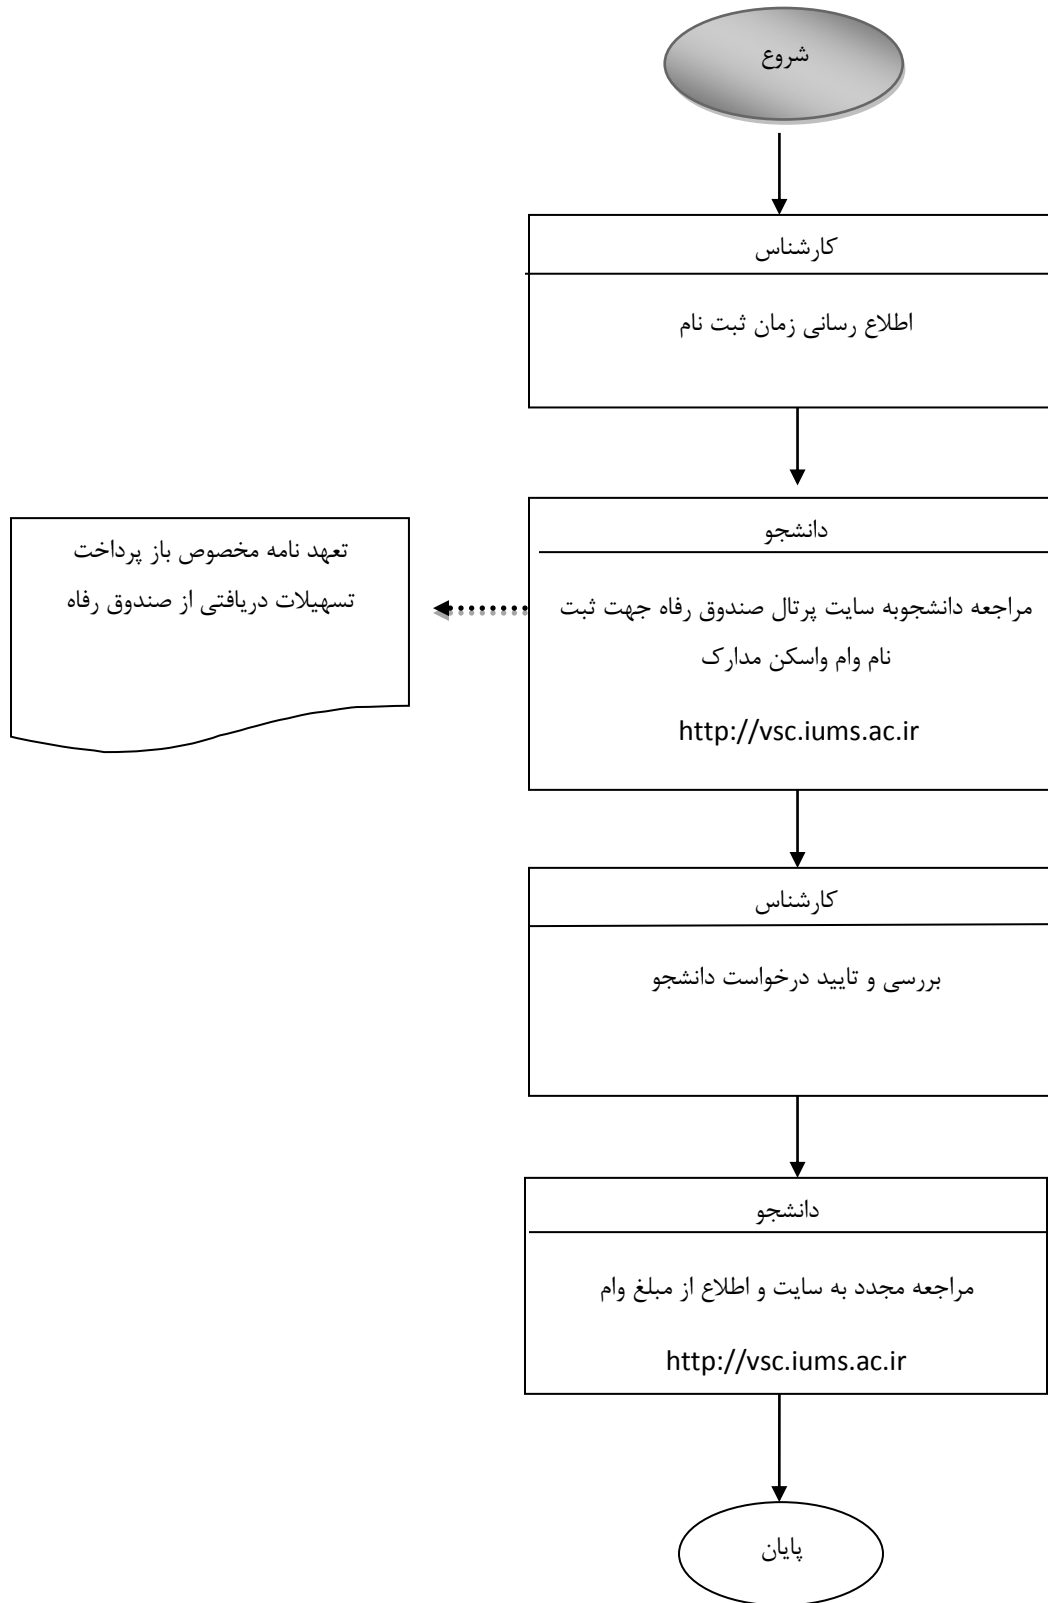 شروع
کارشناس
اطلاع رسانی زمان ثبت نام
دانشجو
مراجعه دانشجوبه سایت پرتال صندوق رفاه جهت ثبت
نام وام واسکن مدارک
http://vsc.iums.ac.ir
تعهد نامه مخصوص باز پرداخت
تسهیلات دریافتی از صندوق رفاه
کارشناس
بررسی و تایید درخواست دانشجو
دانشجو
مراجعه مجدد به سایت و اطلاع از مبلغ وام
http://vsc.iums.ac.ir
پایان